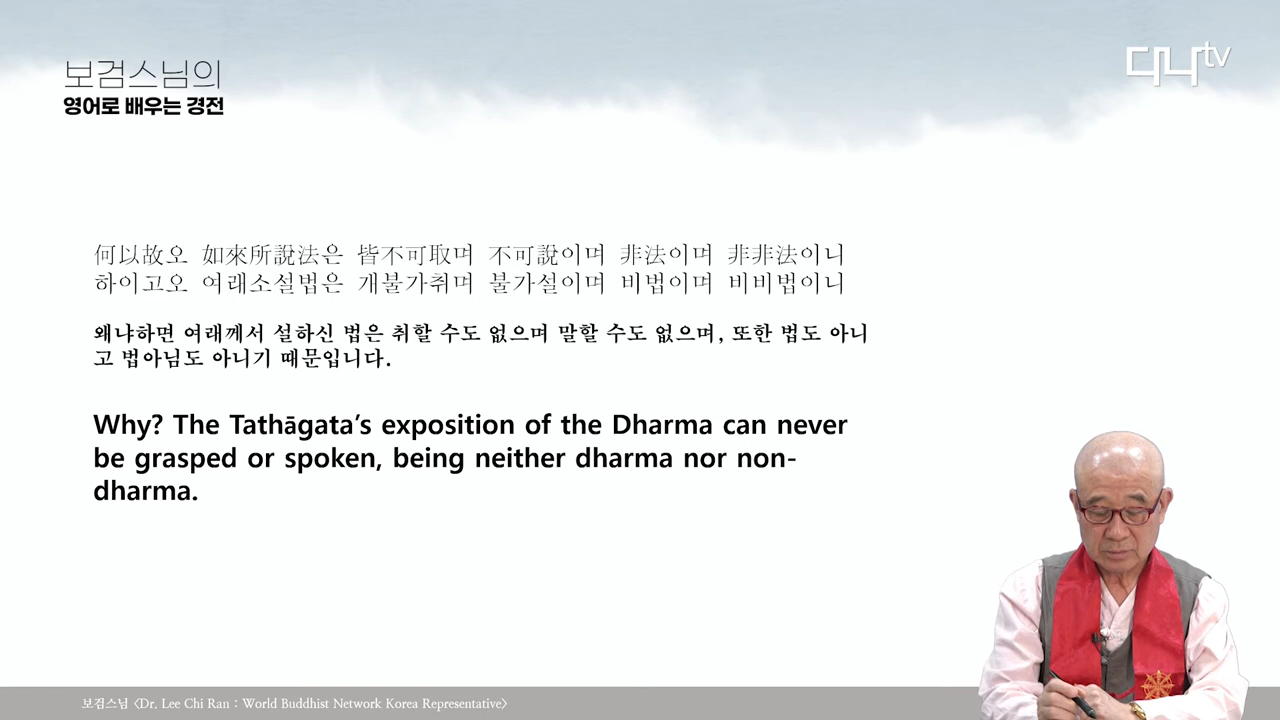 보검스님의
영어로 배우는 경전
다나tv
何以故오 如來所說法은 皆不可取며 不可說이며 非法이며 非非法이니
하이고오 여래소설법은 개불가취며 불가설이며 비법이며 비비법이니
왜냐하면 여래께서 설하신 법은 취할 수도 없으며 말할 수도 없으며, 또한 법도 아니
고 법아님도 아니기 때문입니다.
Why? The Tathāgata’s exposition of the Dharma can never
be grasped or spoken, being neither dharma nor non-
dharma.
보검스님 〈Dr. Lee Chi Ran : World Buddhist Network Korea Representative〉